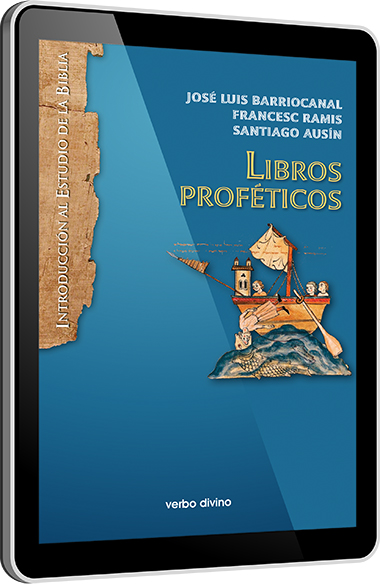 JOSÉ LUIS BARRIOCANAL
FRANCESC RAMIS
SANTIAGO AUSÍN
LIBROS
PROFÉTICOS
INTRODUCCIÓN AL ESTUDIO DE LA BIBLIA
verbo divino